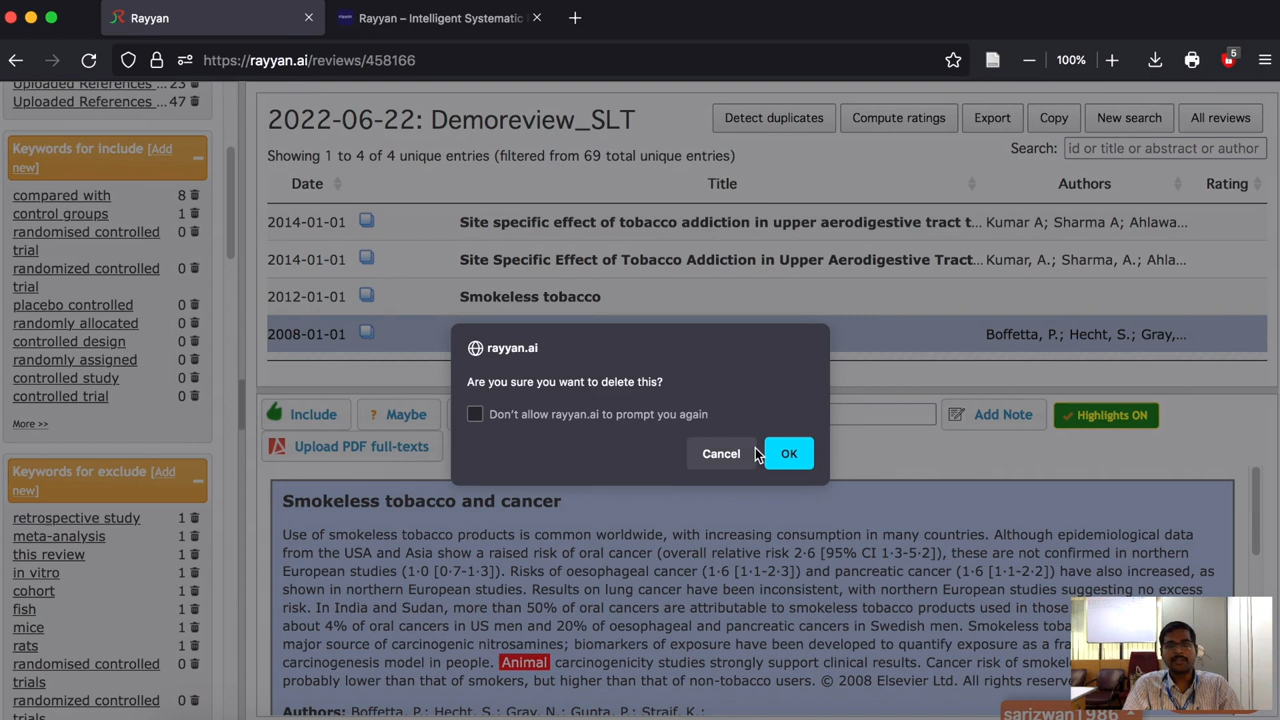 Rayyan
Rayyan – Intelligent Systematic
https://rayyan.ai/reviews/458166
100%
5
Uploaded References ... 23
Uploaded References ... 47
Keywords for include [Add
new]
compared with 8
control groups 1
randomised controlled 0
trial
randomized controlled 0
trial
placebo controlled 0
randomly allocated 0
controlled design 0
randomly assigned 0
controlled study 0
controlled trial 0
More >>
Keywords for exclude [Add
new]
retrospective study 1
meta-analysis 1
this review 1
in vitro 1
cohort 1
fish 1
mice 1
rats 1
randomised controlled 0
trials
randomized controlled 0
trials
2022-06-22: Demoreview_SLT
Detect duplicates
Compute ratings
Export
Copy
New search
All reviews
Showing 1 to 4 of 4 unique entries (filtered from 69 total unique entries)
Search: id or title or abstract or author
Date Title Authors Rating
2014-01-01 Site specific effect of tobacco addiction in upper aerodigestive tract t... Kumar A; Sharma A; Ahlawa...
2014-01-01 Site Specific Effect of Tobacco Addiction in Upper Aerodigestive Tract... Kumar, A.; Sharma, A.; Ahla...
2012-01-01 Smokeless tobacco
2008-01-01 Boffetta, P.; Hecht, S.; Gray,...
rayyan.ai
Are you sure you want to delete this?
Don't allow rayyan.ai to prompt you again
Cancel
OK
Include
? Maybe
Add Note
Highlights ON
Upload PDF full-texts
Smokeless tobacco and cancer
Use of smokeless tobacco products is common worldwide, with increasing consumption in many countries. Although epidemiological data
from the USA and Asia show a raised risk of oral cancer (overall relative risk 2·6 [95% CI 1·3-5·2]), these are not confirmed in northern
European studies (1·0 [0·7-1·3]). Risks of oesophageal cancer (1·6 [1·1-2·3]) and pancreatic cancer (1·6 [1·1-2·2]) have also increased, as
shown in northern European studies. Results on lung cancer have been inconsistent, with northern European studies suggesting no excess
risk. In India and Sudan, more than 50% of oral cancers are attributable to smokeless tobacco products used in those
about 4% of oral cancers in US men and 20% of oesophageal and pancreatic cancers in Swedish men. Smokeless toba
major source of carcinogenic nitrosamines; biomarkers of exposure have been developed to quantify exposure as a fra
carcinogenesis model in people. Animal carcinogenicity studies strongly support clinical results. Cancer risk of smokel
probably lower than that of smokers, but higher than that of non-tobacco users. © 2008 Elsevier Ltd. All rights rese
Authors: Boffetta, P.; Hecht, S.; Gray, N.; Gupta, P.; Straif, K.;
sarizwan1986